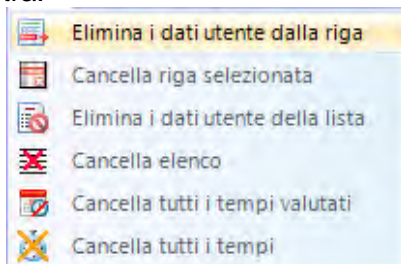 Elimina i dati utente dalla riga
Cancella riga selezionata
Elimina i dati utente della lista
Cancella elenco
Cancella tutti i tempi valutati
Cancella tutti i tempi